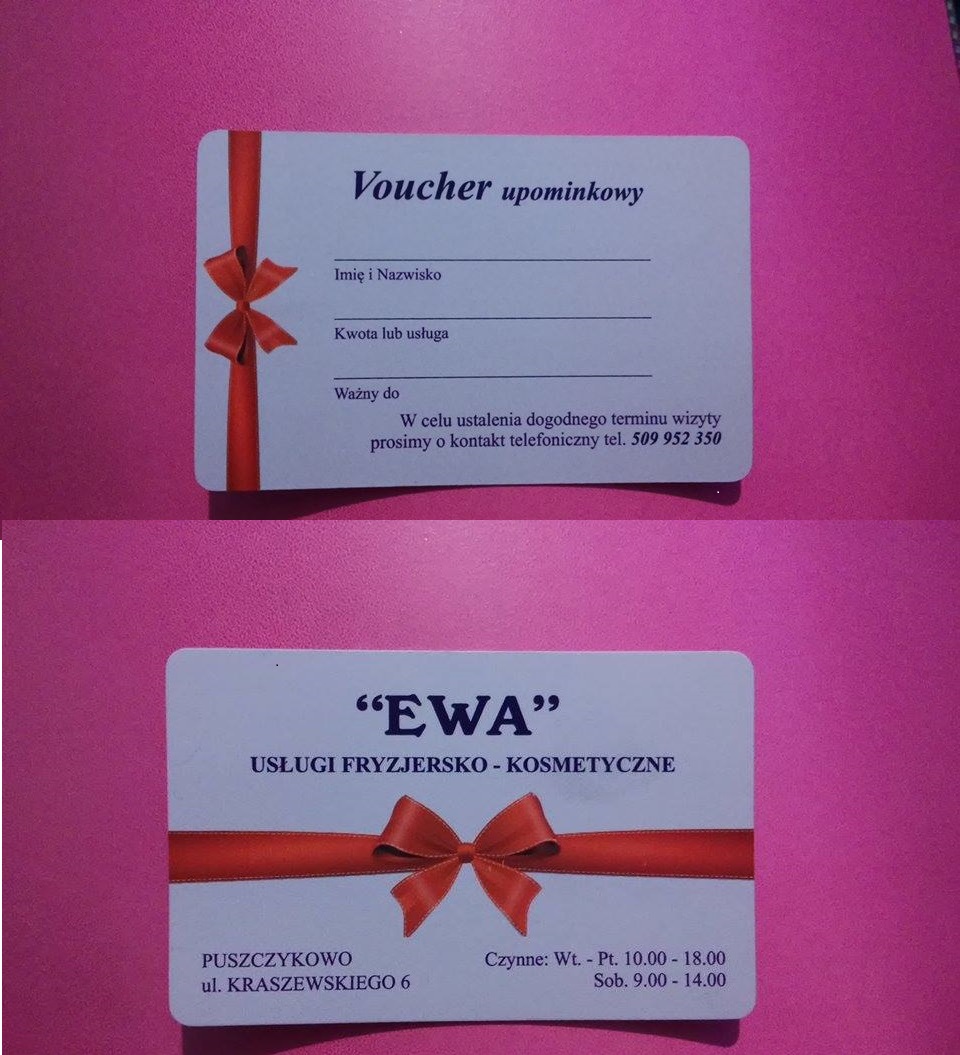 Voucher upominkowy
Imię i Nazwisko
Kwota lub usługa
Ważny do
W celu ustalenia dogodnego terminu wizyty
prosimy o kontakt telefoniczny tel. 509 952 350
“EWA”
USŁUGI FRYZJERSKO - KOSMETYCZNE
PUSZCZYKOWO
ul. KRASZEWSKIEGO 6
Czynne: Wt. - Pt. 10.00 - 18.00
Sob. 9.00 - 14.00